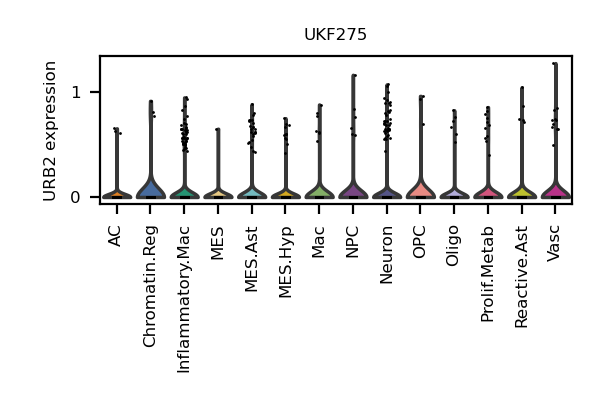 UKF275
URB2 expression
1
0
AC
Chromatin.Reg
Inflammatory.Mac
MES
MES.Ast
MES.Hyp
Mac
NPC
Neuron
OPC
Oligo
Prolif.Metab
Reactive.Ast
Vasc